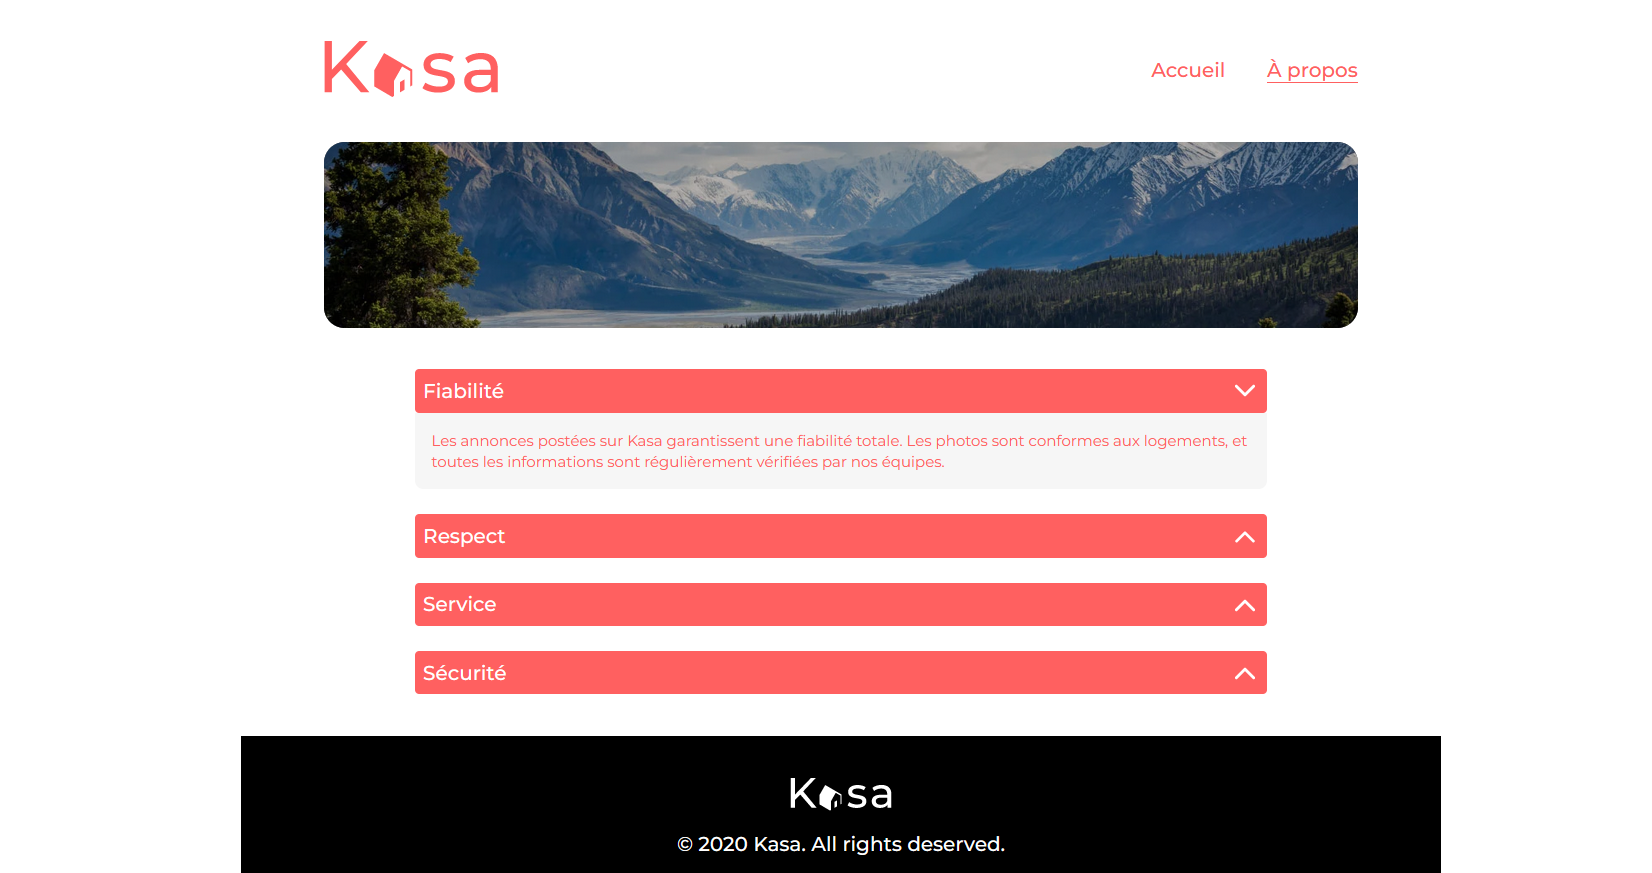 Kasa
Accueil
À propos
Fiabilité
Les annonces postées sur Kasa garantissent une fiabilité totale. Les photos sont conformes aux logements, et
toutes les informations sont régulièrement vérifiées par nos équipes.
Respect
Service
Sécurité
Kasa
© 2020 Kasa. All rights deserved.